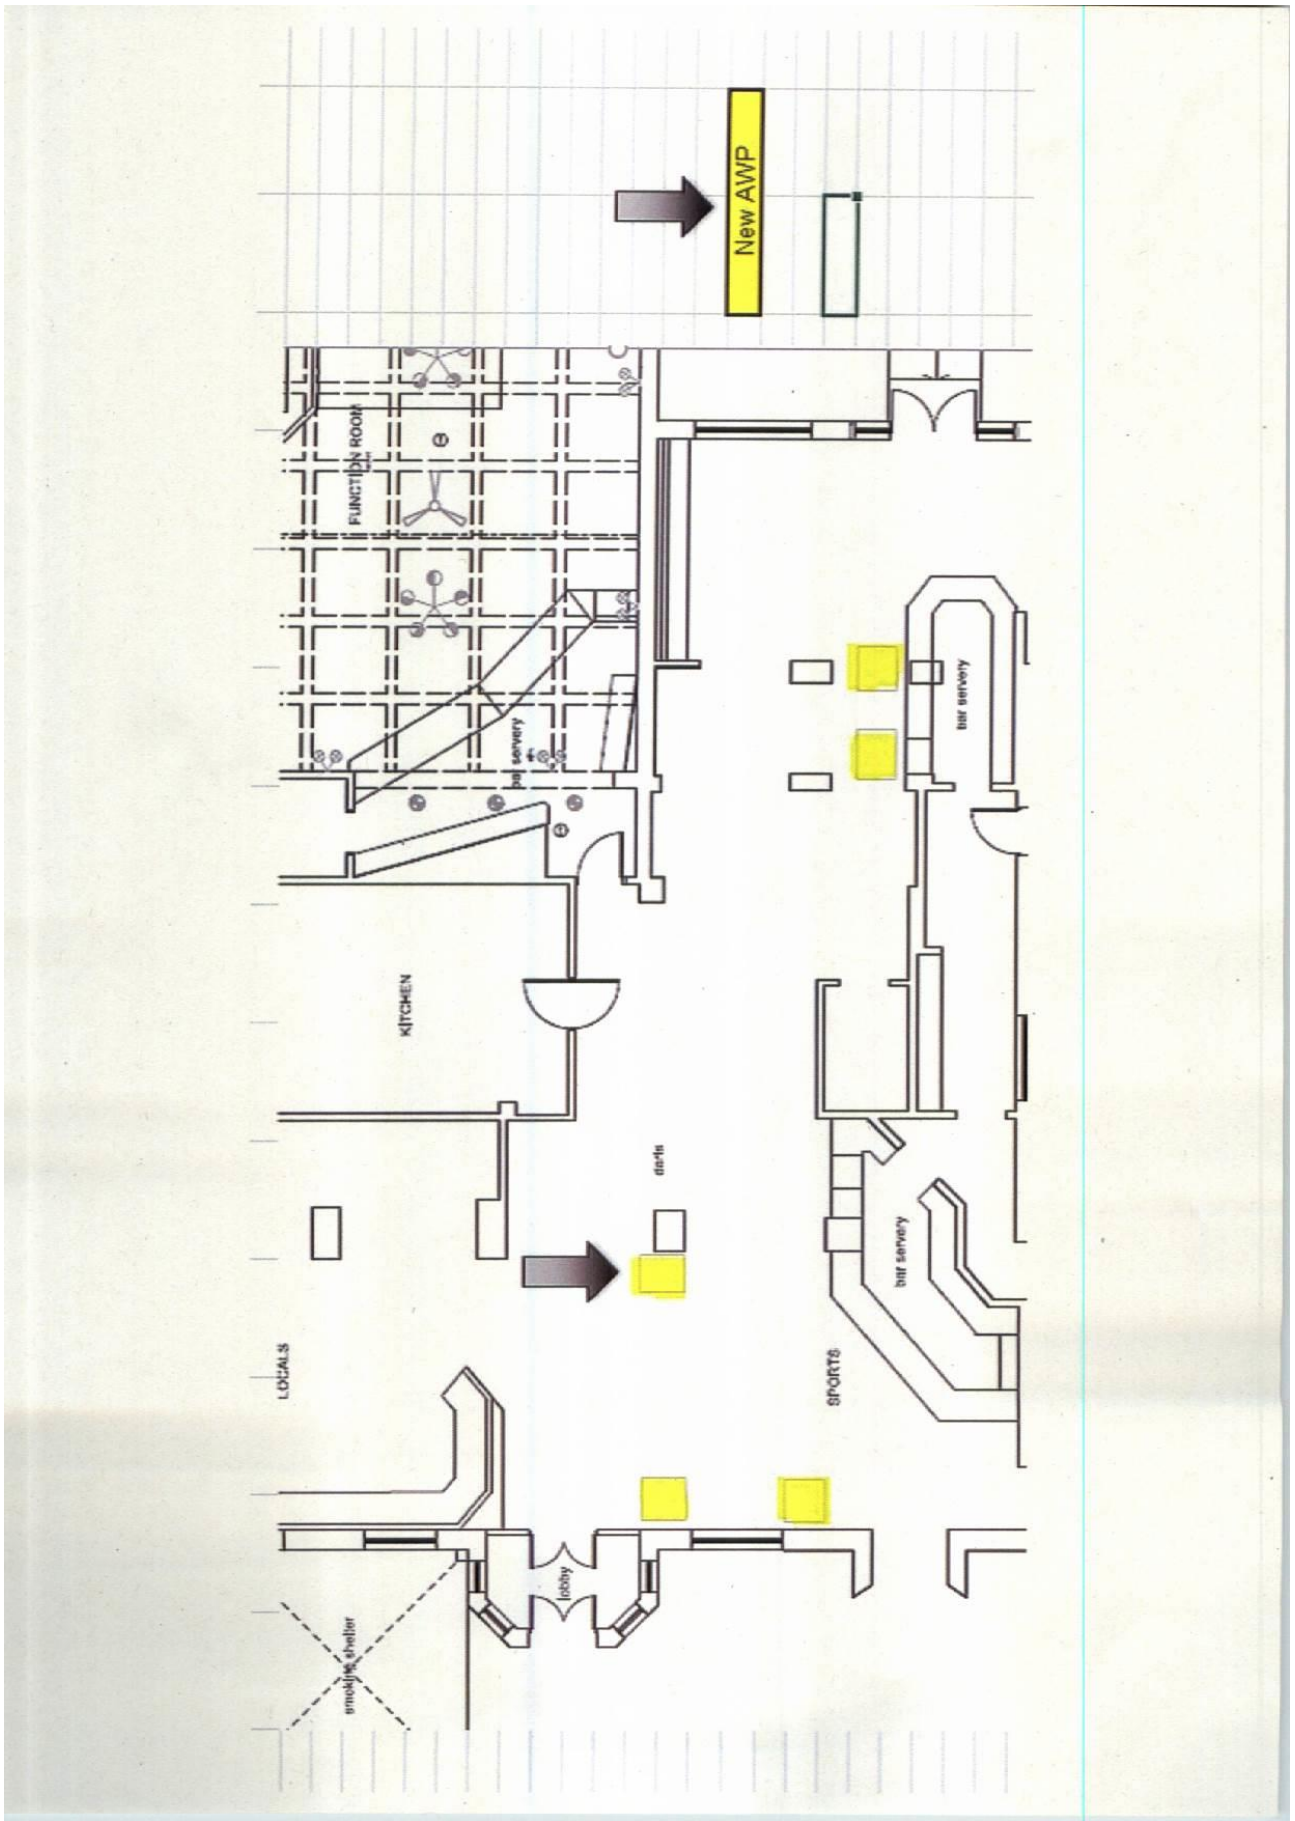 LOCALS
smoking shelter
FUNCTION ROOM
KITCHEN
bar servery
lobby
darts
New AWP
SPORTS
bar servery
bar servery